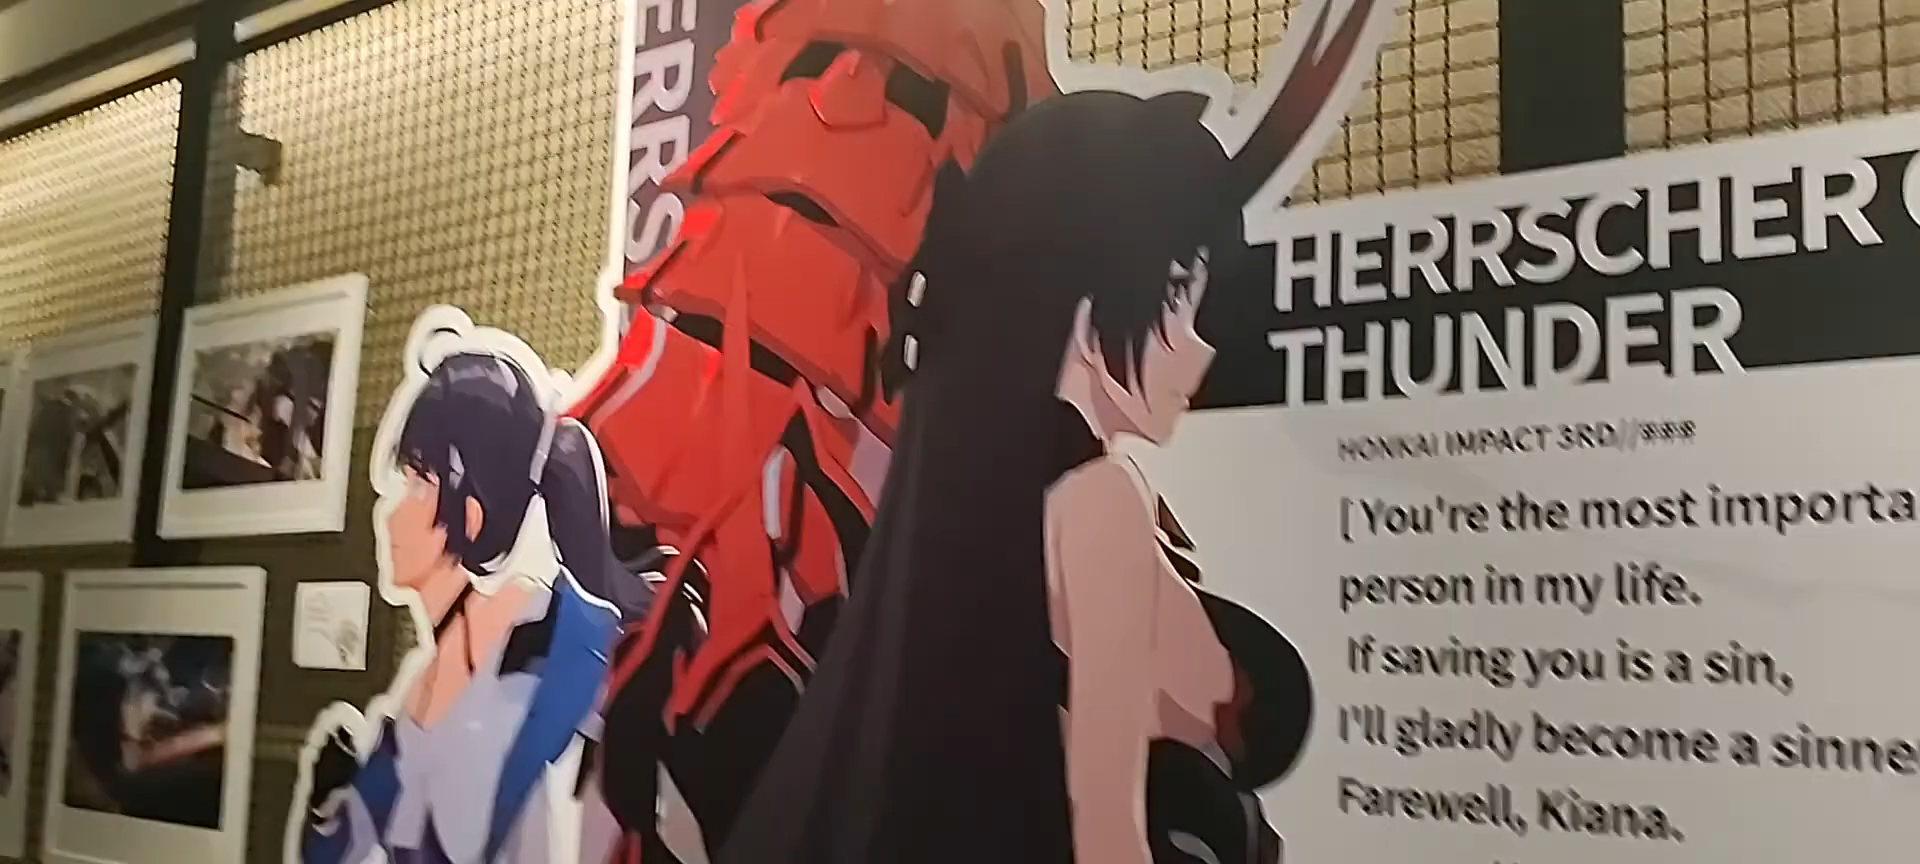 ERRS
HERRSCHER
THUNDER
HONKAI IMPACT 3RD//###
[You're the most importa
person in my life.
If saving you is a sin,
I'll gladly become a sinne
Farewell, Kiana.